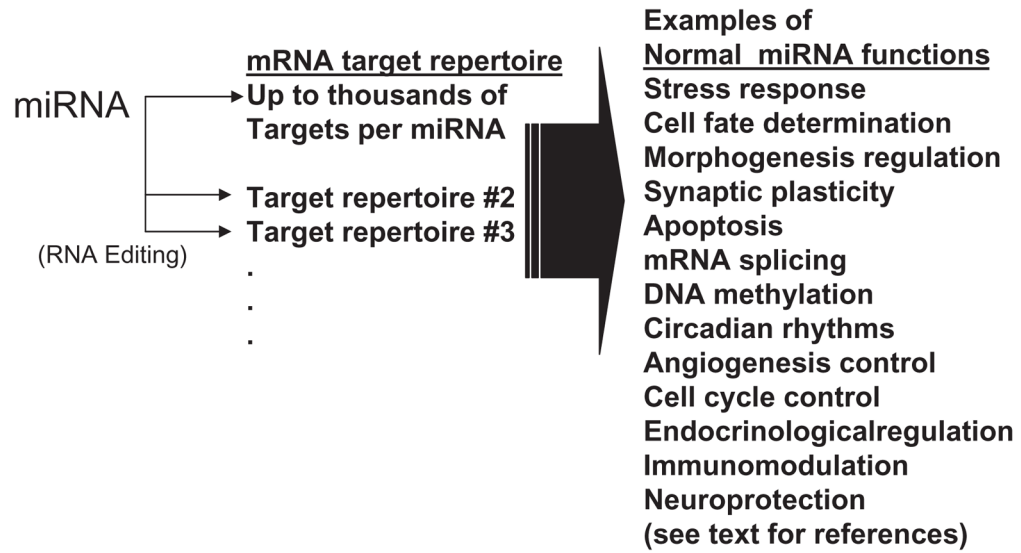 miRNA
(RNA Editing)
mRNA target repertoire
Up to thousands of
Targets per miRNA
Target repertoire #2
Target repertoire #3
.
.
.
Examples of
Normal miRNA functions
Stress response
Cell fate determination
Morphogenesis regulation
Synaptic plasticity
Apoptosis
mRNA splicing
DNA methylation
Circadian rhythms
Angiogenesis control
Cell cycle control
Endocrinologicalregulation
Immunomodulation
Neuroprotection
(see text for references)